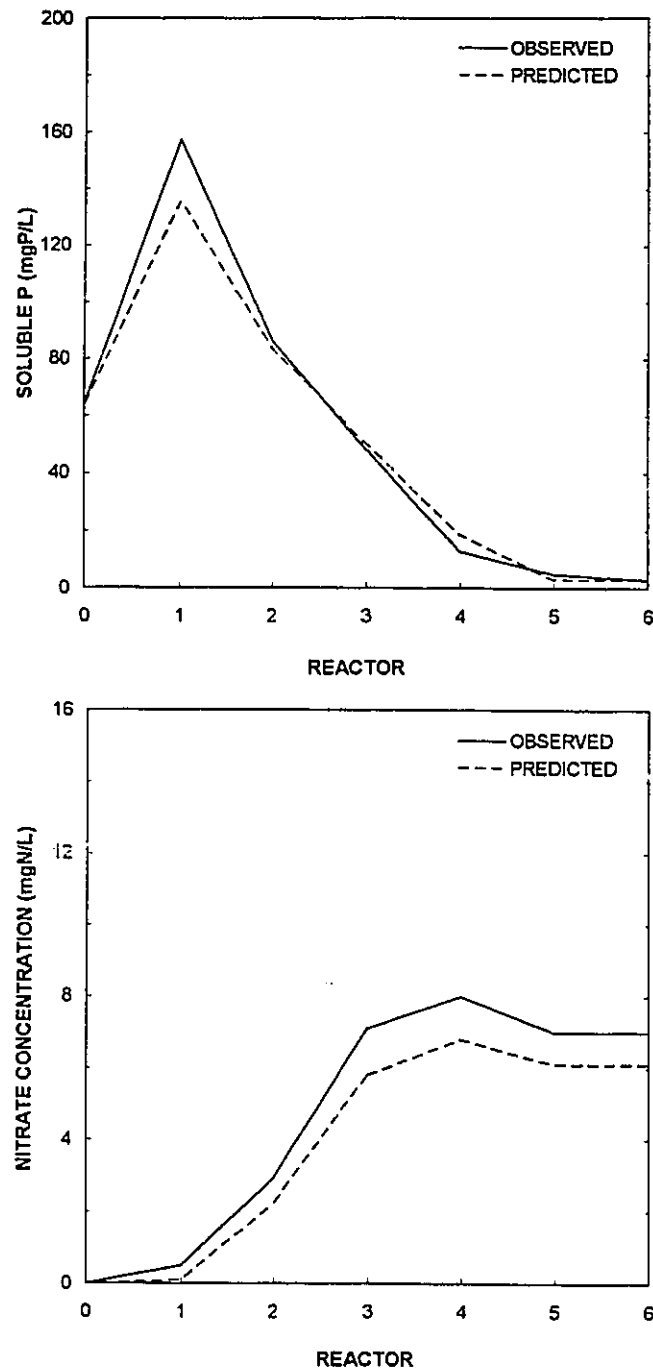 200
160
120
80
40
0
SOLUBLE P (mgP/L)
OBSERVED
PREDICTED
0 1 2 3 4 5 6
REACTOR
16
12
8
4
0
NITRATE CONCENTRATION (mgN/L)
OBSERVED
PREDICTED
0 1 2 3 4 5 6
REACTOR